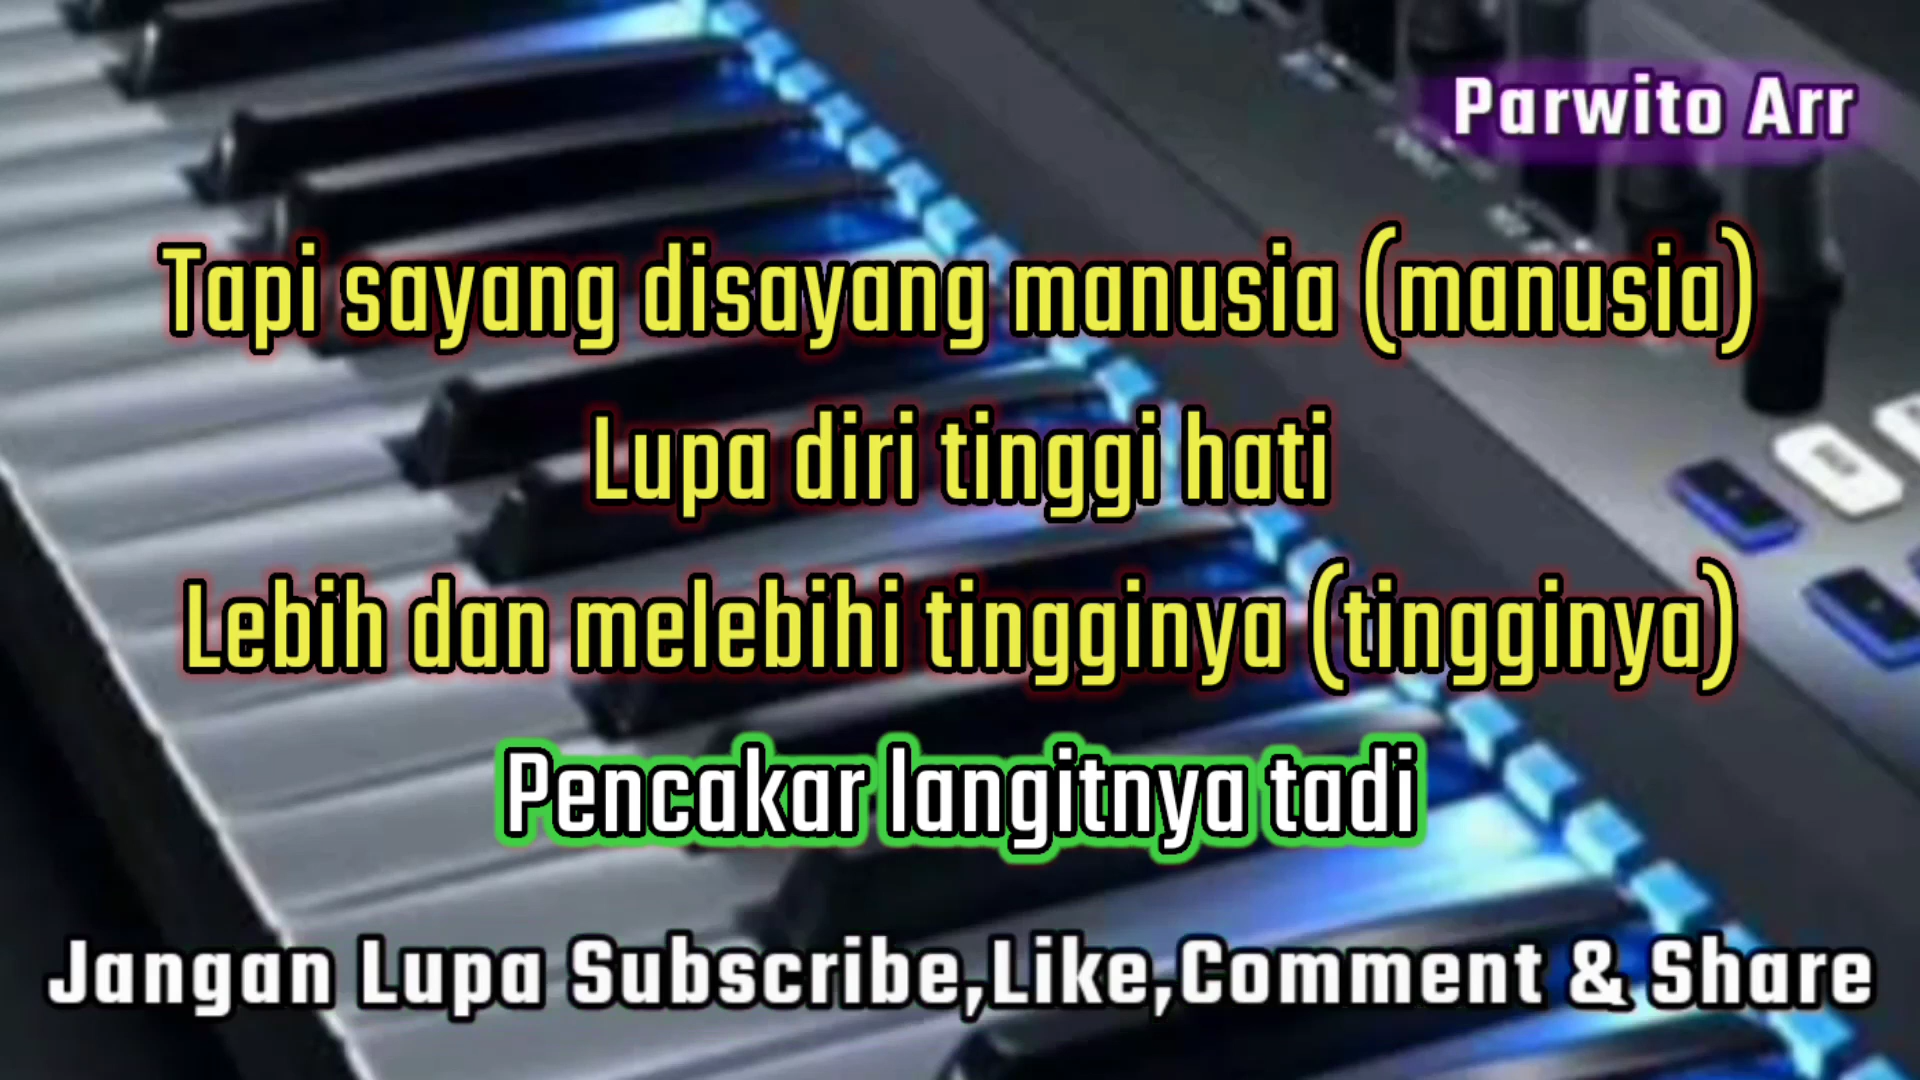 Parwito Arr
Tapi sayang disayang manusia (manusia)
Lupa diri tinggi hati
Lebih dan melebihi tingginya (tingginya)
Pencakar langitnya tadi
Jangan Lupa Subscribe,Like,Comment & Share